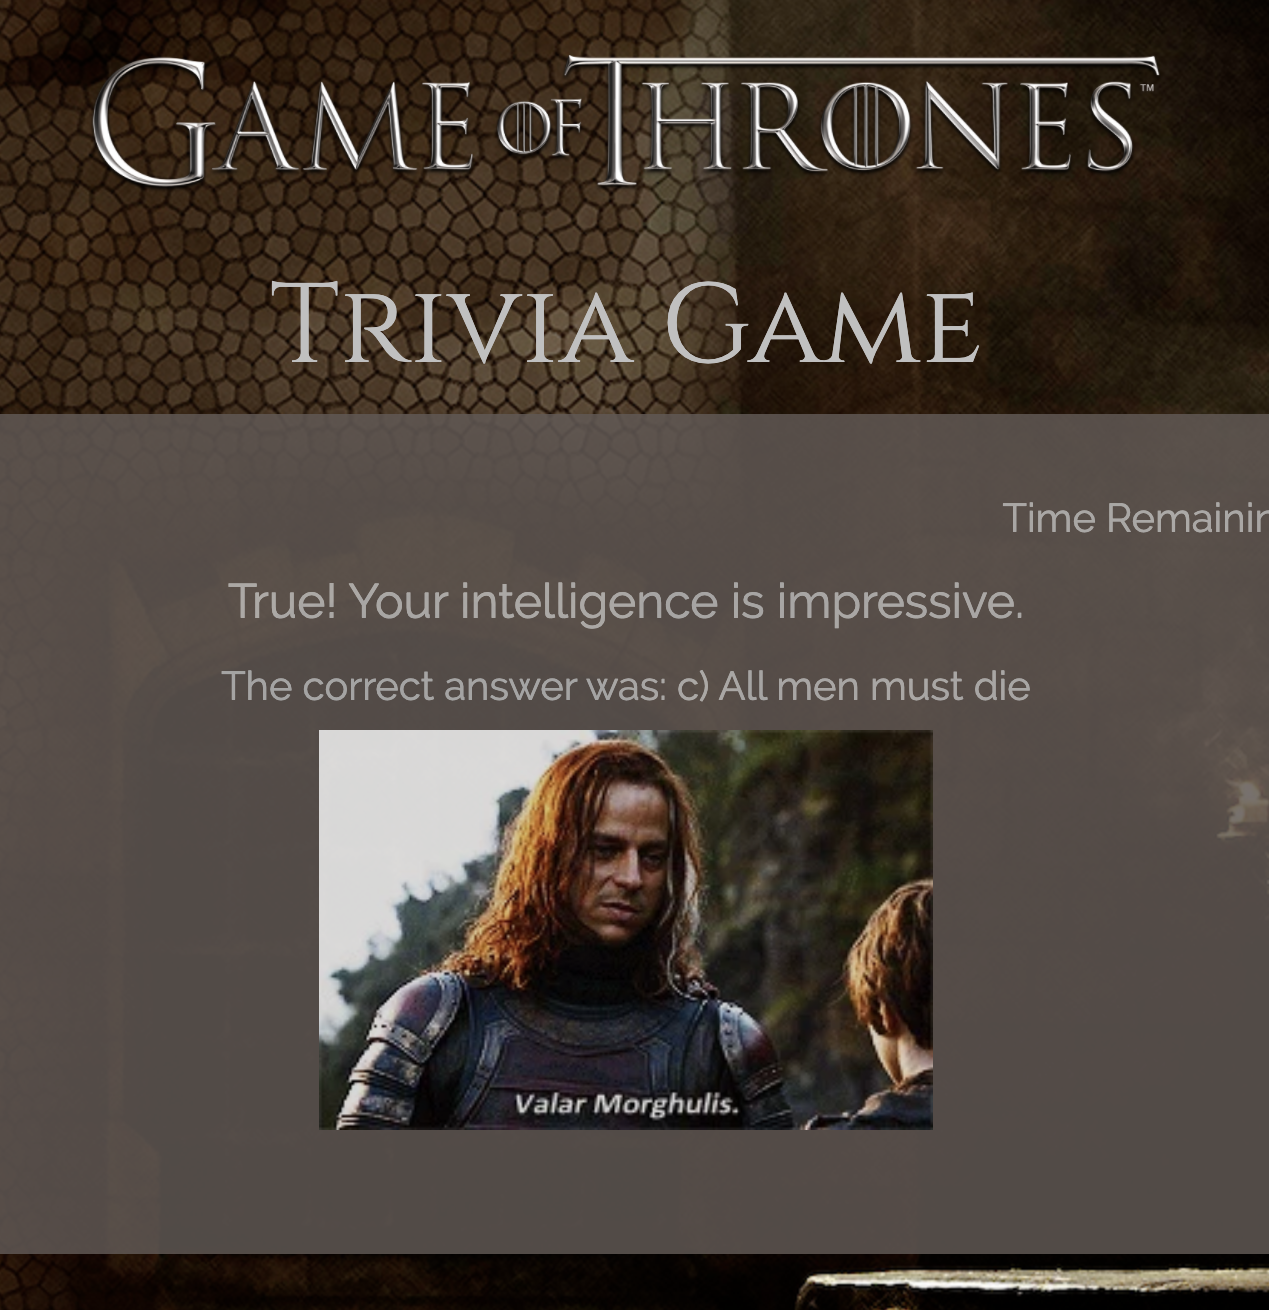 GAME OF THRONES™
TRIVIA GAME
Time Remainin
True! Your intelligence is impressive.
The correct answer was: c) All men must die
Valar Morghulis.